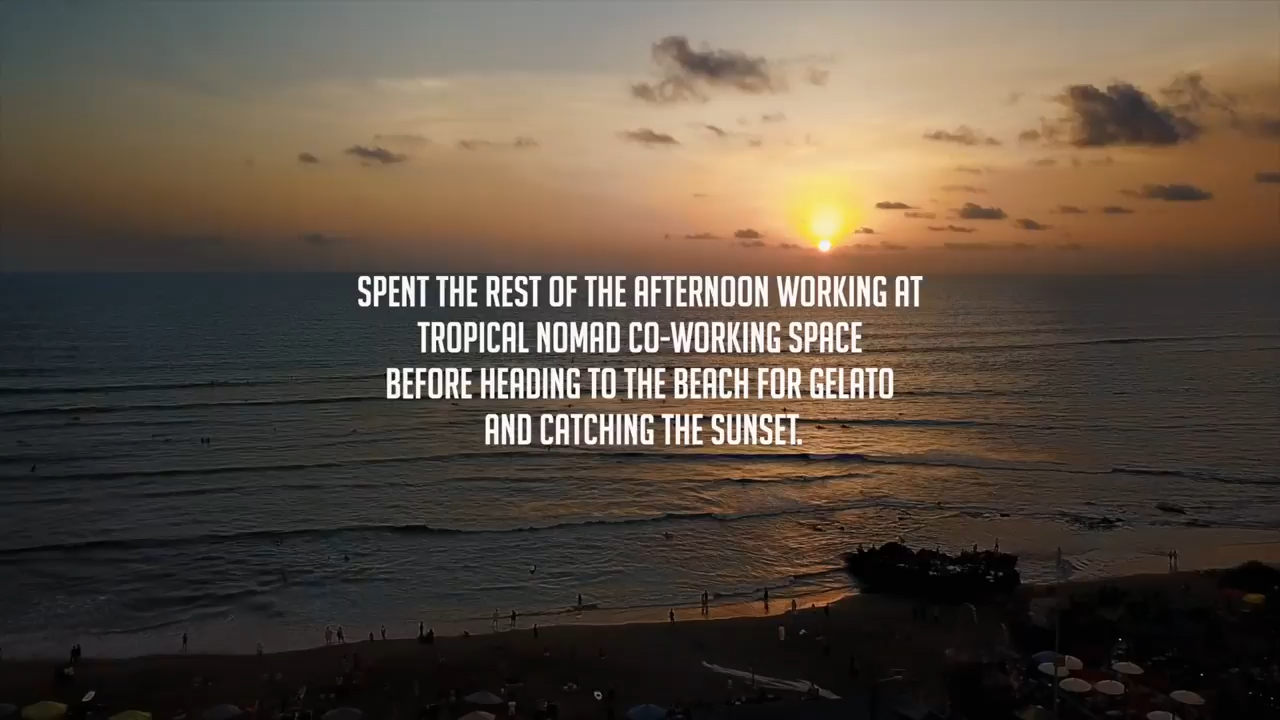 SPENT THE REST OF THE AFTERNOON WORKING AT
TROPICAL NOMAD CO-WORKING SPACE
BEFORE HEADING TO THE BEACH FOR GELATO
AND CATCHING THE SUNSET.